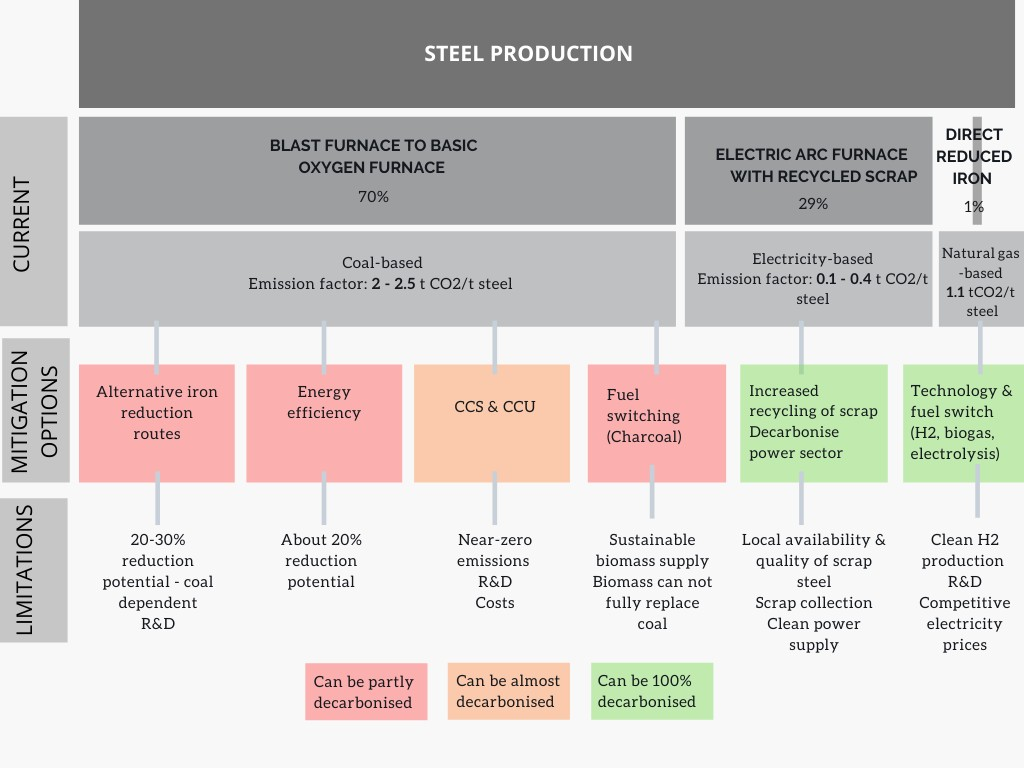 STEEL PRODUCTION
CURRENT
BLAST FURNACE TO BASIC
OXYGEN FURNACE
70%
ELECTRIC ARC FURNACE
WITH RECYCLED SCRAP
29%
DIRECT
REDUCED
IRON
1%
Coal-based
Emission factor: 2 - 2.5 t CO2/t steel
Electricity-based
Emission factor: 0.1 - 0.4 t CO2/t
steel
Natural gas
-based
1.1 tCO2/t
steel
MITIGATION
OPTIONS
Alternative iron
reduction
routes
Energy
efficiency
CCS & CCU
Fuel
switching
(Charcoal)
Increased
recycling of scrap
Decarbonise
power sector
Technology &
fuel switch
(H2, biogas,
electrolysis)
LIMITATIONS
20-30%
reduction
potential - coal
dependent
R&D
About 20%
reduction
potential
Near-zero
emissions
R&D
Costs
Sustainable
biomass supply
Biomass can not
fully replace
coal
Local availability &
quality of scrap
steel
Scrap collection
Clean power
supply
Clean H2
production
R&D
Competitive
electricity
prices
Can be partly
decarbonised
Can be almost
decarbonised
Can be 100%
decarbonised